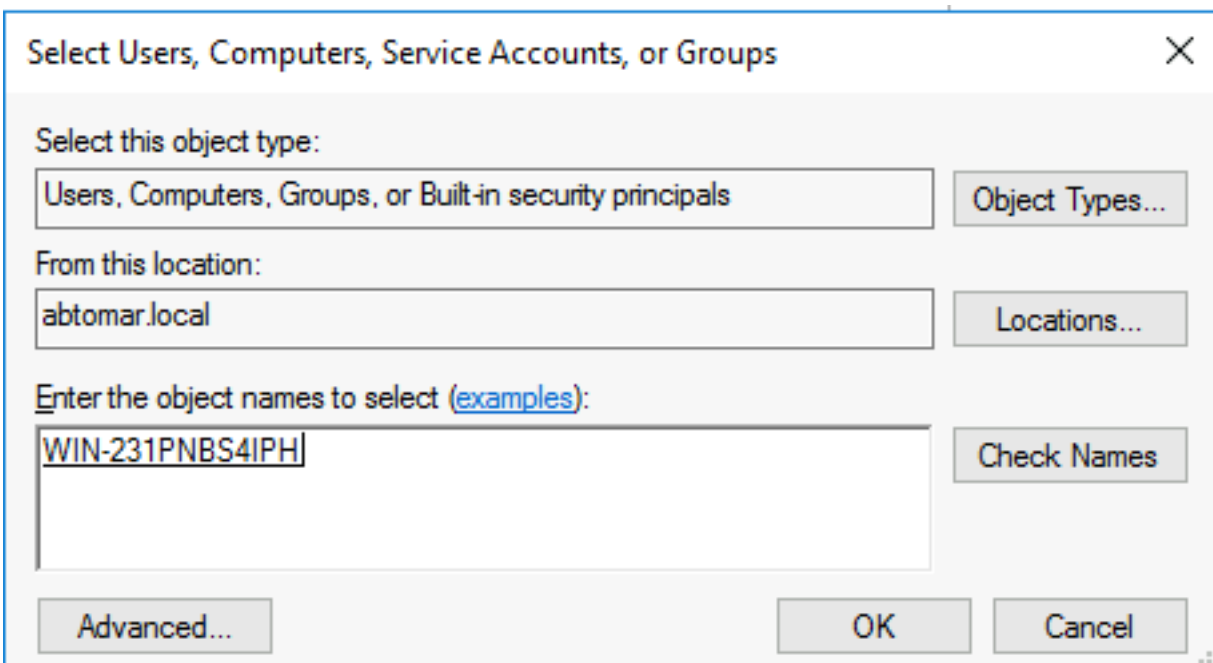 Select Users, Computers, Service Accounts, or Groups
Select this object type:
Users, Computers, Groups, or Built-in security principals
Object Types...
From this location:
abtomar.local
Locations...
Enter the object names to select (examples):
WIN-231PNBS4IPH
Check Names
Advanced...
OK
Cancel